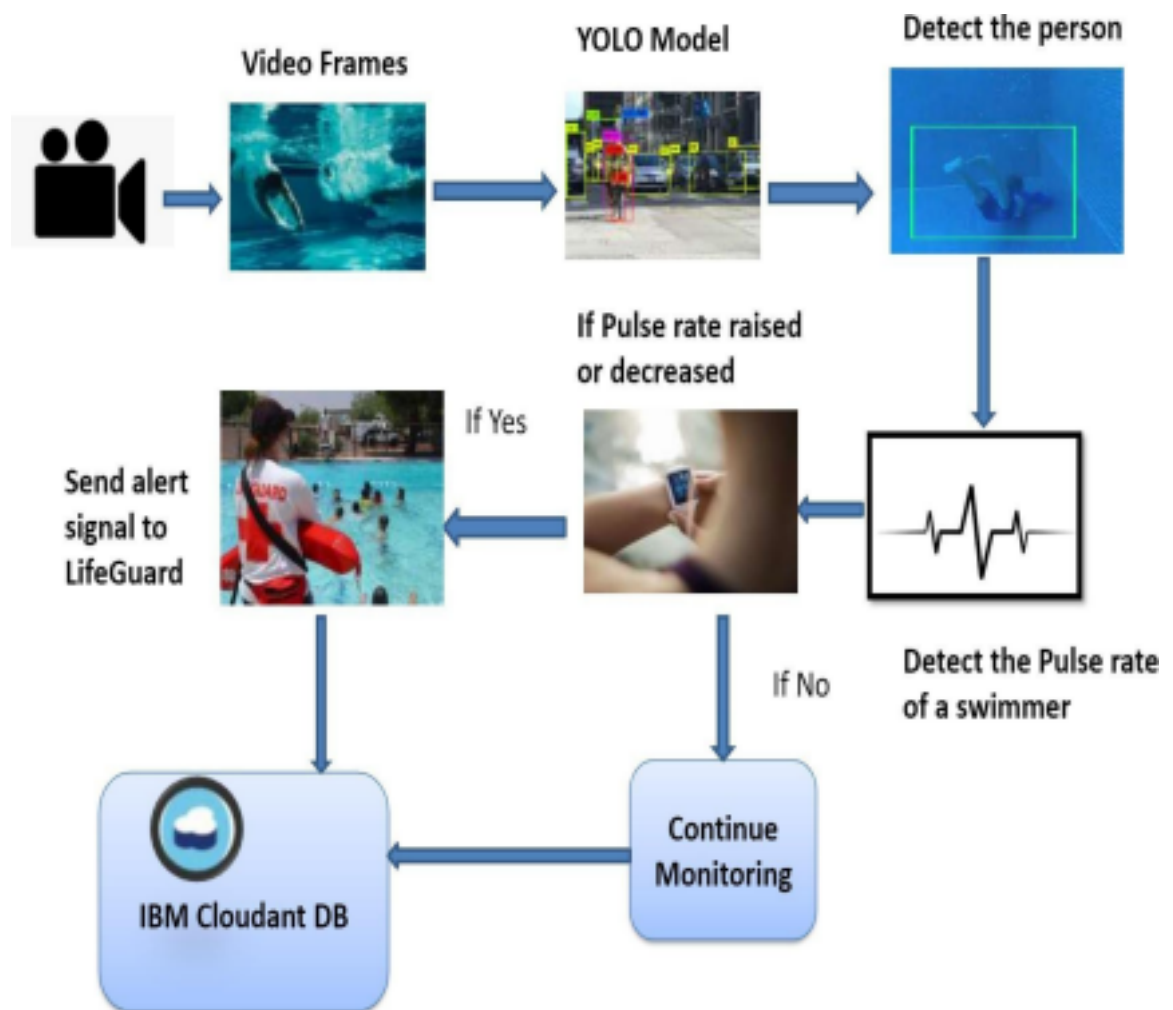 Video Frames
YOLO Model
Detect the person
If Pulse rate raised
or decreased
If Yes
Send alert
signal to
LifeGuard
GUARD
If No
Detect the Pulse rate
of a swimmer
Continue
Monitoring
IBM Cloudant DB